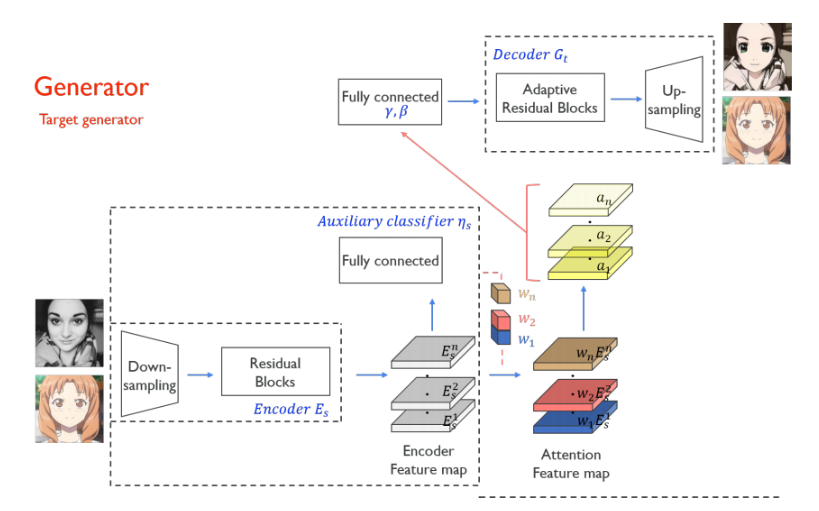 Generator
Target generator
Decoder G_t
Fully connected
γ, β
Adaptive
Residual Blocks
Up-
sampling
Auxiliary classifier η_s
Fully connected
a_n
a_2
a_1
w_n
w_2
w_1
Down-
sampling
Residual
Blocks
Encoder E_s
E_s^n
E_s^2
E_s^1
Encoder
Feature map
w_nE_s^n
w_2E_s^2
w_1E_s^1
Attention
Feature map